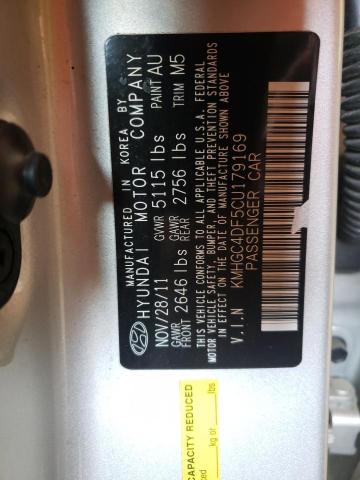 MANUFACTURED IN KOREA BY
HYUNDAI MOTOR COMPANY
NOV/28/11 GVWR 5115 lbs PAINT AU
GAWR FRONT 2646 lbs GAWR REAR 2756 lbs TRIM M5
THIS VEHICLE CONFORMS TO ALL APPLICABLE U.S.A. FEDERAL
MOTOR VEHICLE SAFETY, BUMPER, AND THEFT PREVENTION STANDARDS
IN EFFECT ON THE DATE OF MANUFACTURE SHOWN ABOVE
V.I.N KMHGC4DF5CU179169
PASSENGER CAR
CAPACITY REDUCED
kg or lbs